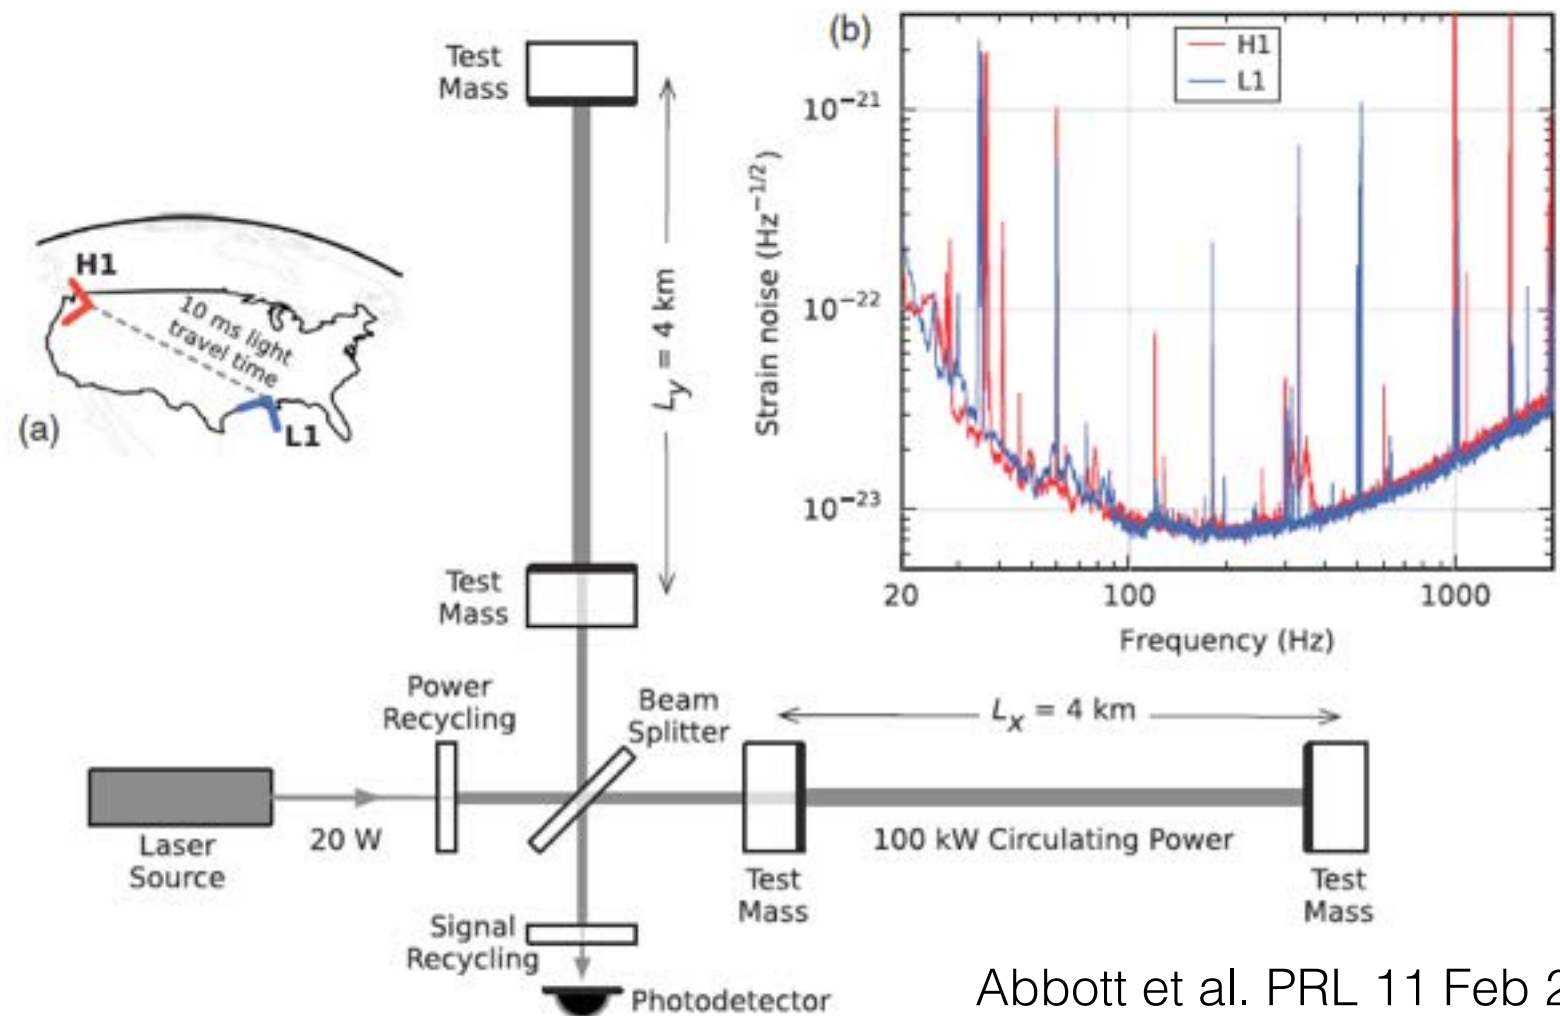 (a)
H1
10 ms light
travel time
L1
Test
Mass
Ly = 4 km
Test
Mass
Power
Recycling
Beam
Splitter
Laser
Source
20 W
Signal
Recycling
Photodetector
Lx = 4 km
100 kW Circulating Power
Test
Mass
Test
Mass
(b)
H1
L1
Strain noise (Hz−1/2)
10−21
10−22
10−23
20
100
1000
Frequency (Hz)
Abbott et al. PRL 11 Feb 2